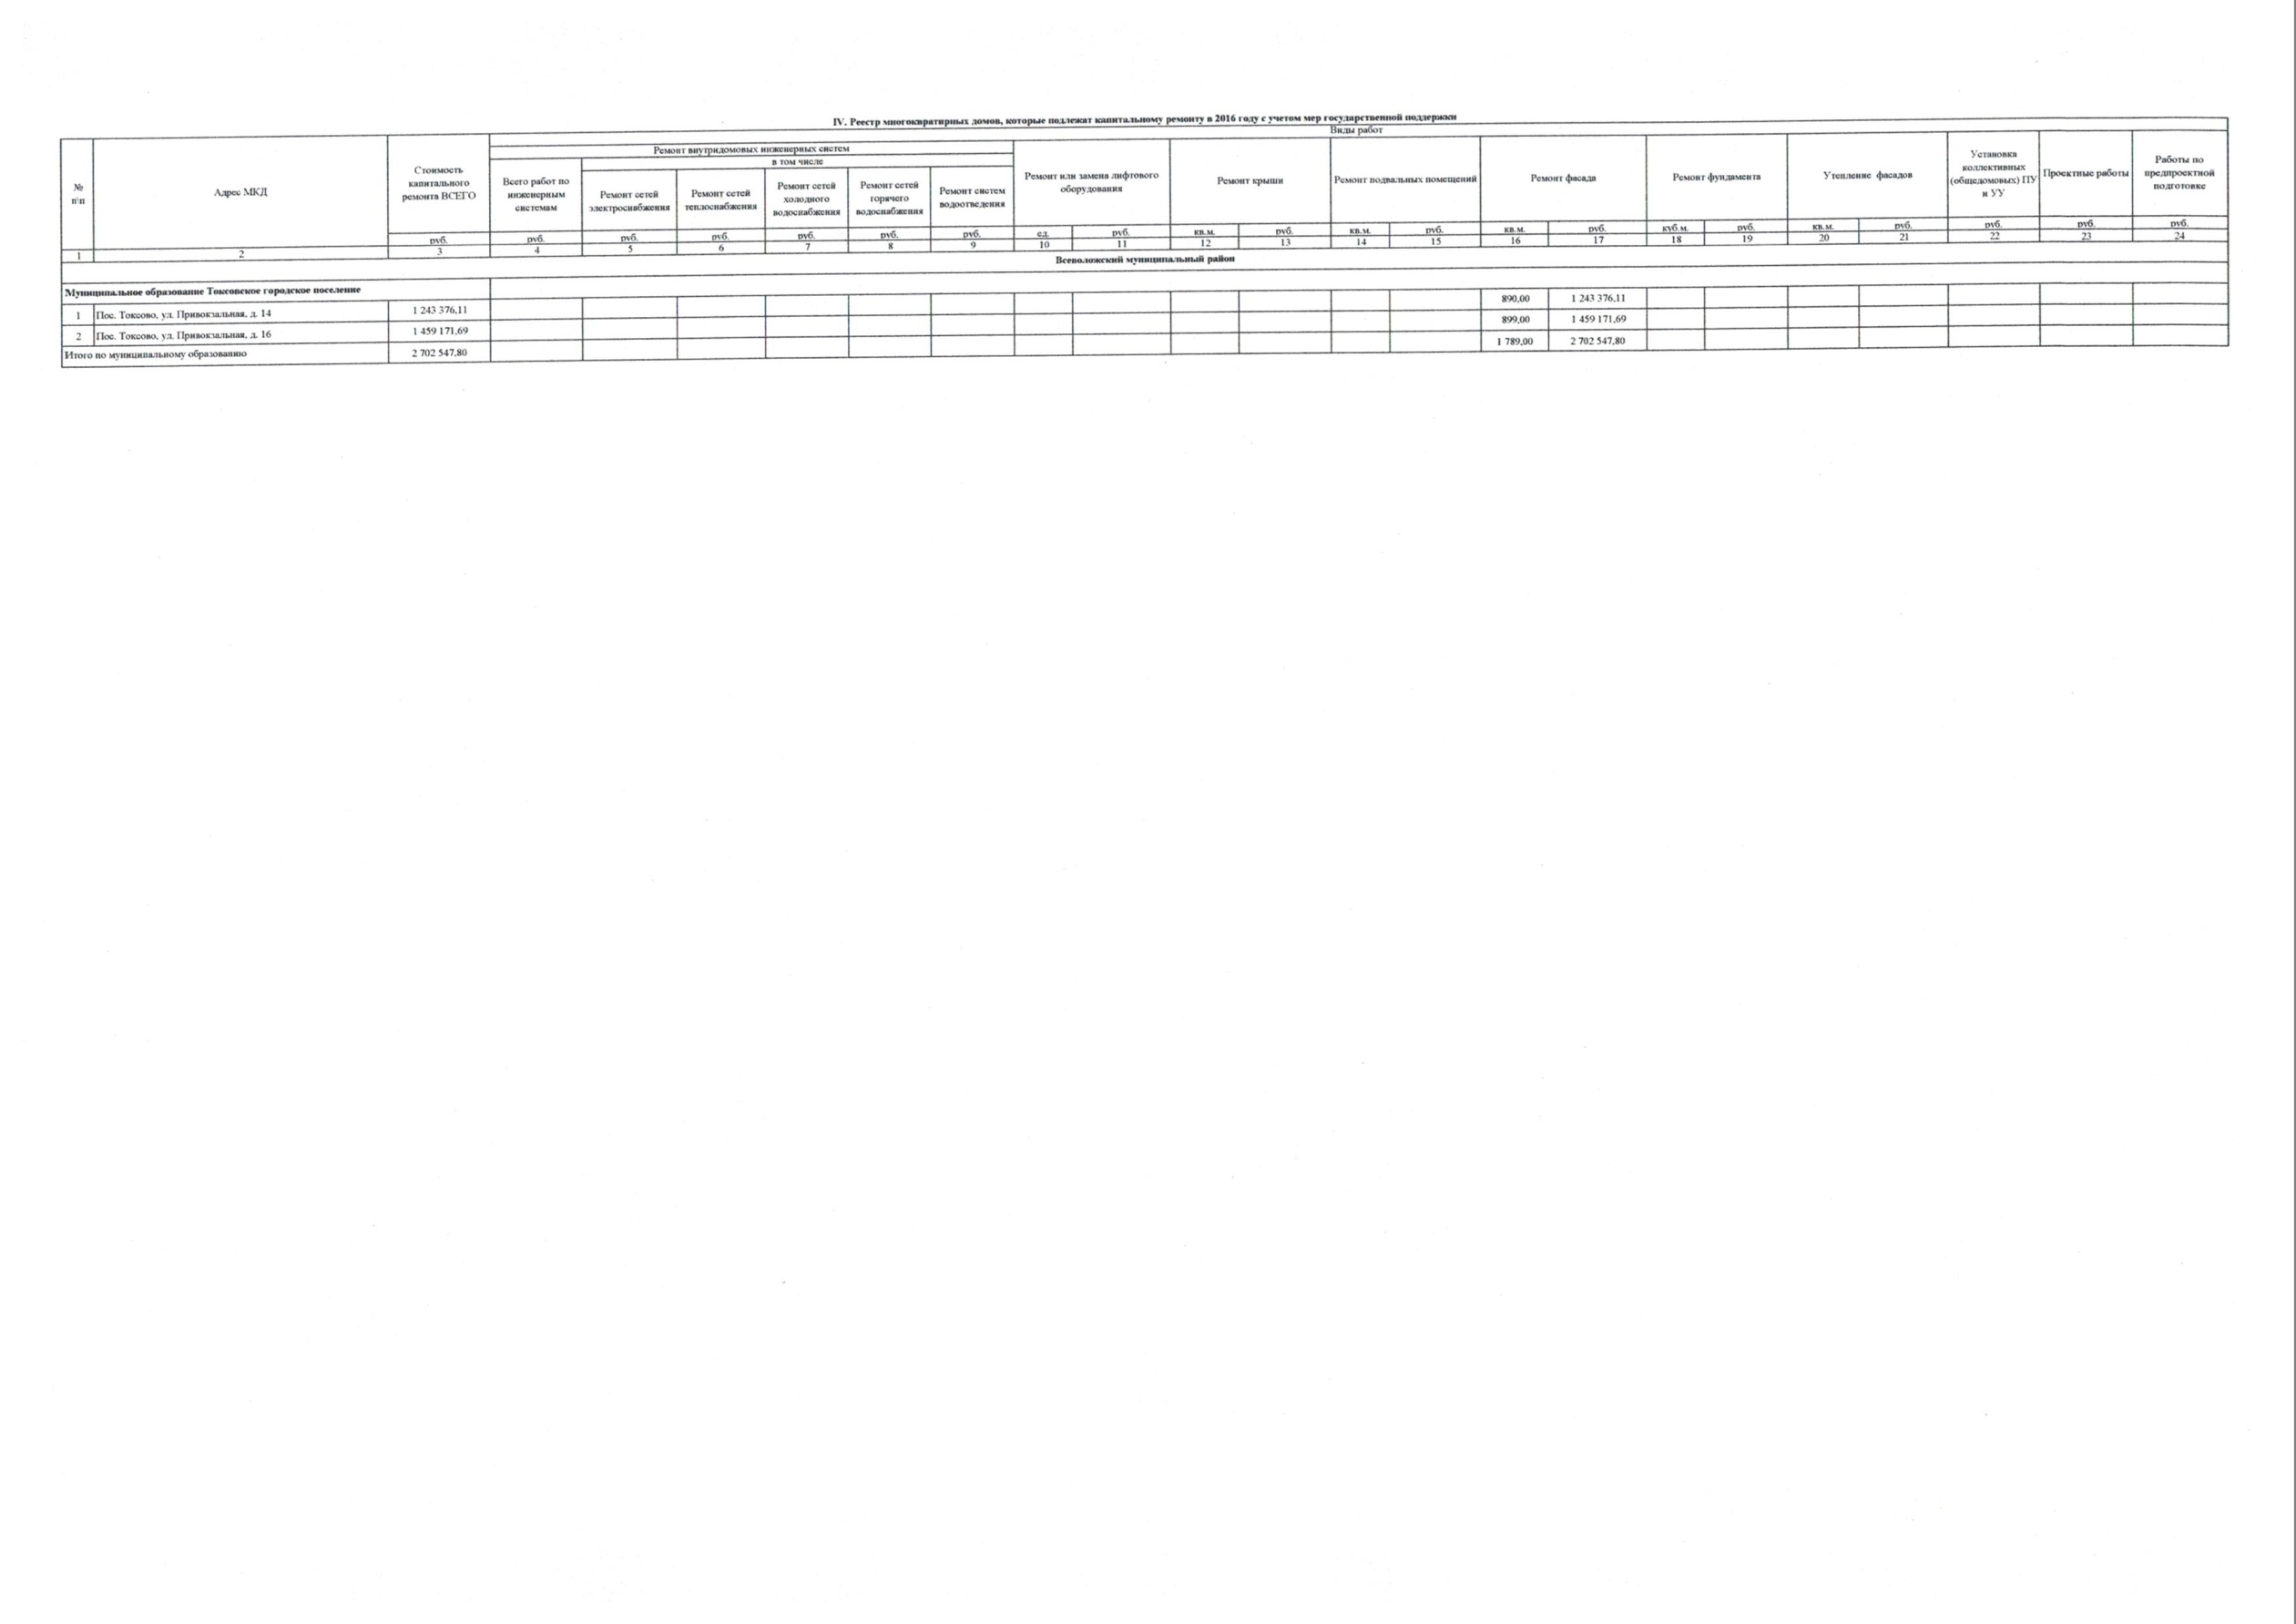 IV. Реестр многоквратирных домов, которые подлежат капитальному ремонту в 2016 году с учетом мер государственной поддержки
№ п\п
Адрес МКД
Стоимость капитального ремонта ВСЕГО
Виды работ
Ремонт внутридомовых инженерных систем
в том числе
Всего работ по инженерным системам
Ремонт сетей электроснабжения
Ремонт сетей теплоснабжения
Ремонт сетей холодного водоснабжения
Ремонт сетей горячего водоснабжения
Ремонт систем водоотведения
Ремонт или замена лифтового оборудования
Ремонт крыши
Ремонт подвальных помещений
Ремонт фасада
Ремонт фундамента
Утепление фасадов
Установка коллективных (общедомовых) ПУ и УУ
Проектные работы
Работы по предпроектной подготовке
руб. руб. руб. руб. руб. руб. руб. ед. руб. кв.м. руб. кв.м. руб. кв.м. руб. куб.м. руб. кв.м. руб. руб. руб. руб.
1 2 3 4 5 6 7 8 9 10 11 12 13 14 15 16 17 18 19 20 21 22 23 24
Всеволожский муниципальный район
Муниципальное образование Токсовское городское поселение
1 Пос. Токсово, ул. Привокзальная, д. 14 1 243 376,11 890,00 1 243 376,11
2 Пос. Токсово, ул. Привокзальная, д. 16 1 459 171,69 899,00 1 459 171,69
Итого по муниципальному образованию 2 702 547,80 1 789,00 2 702 547,80